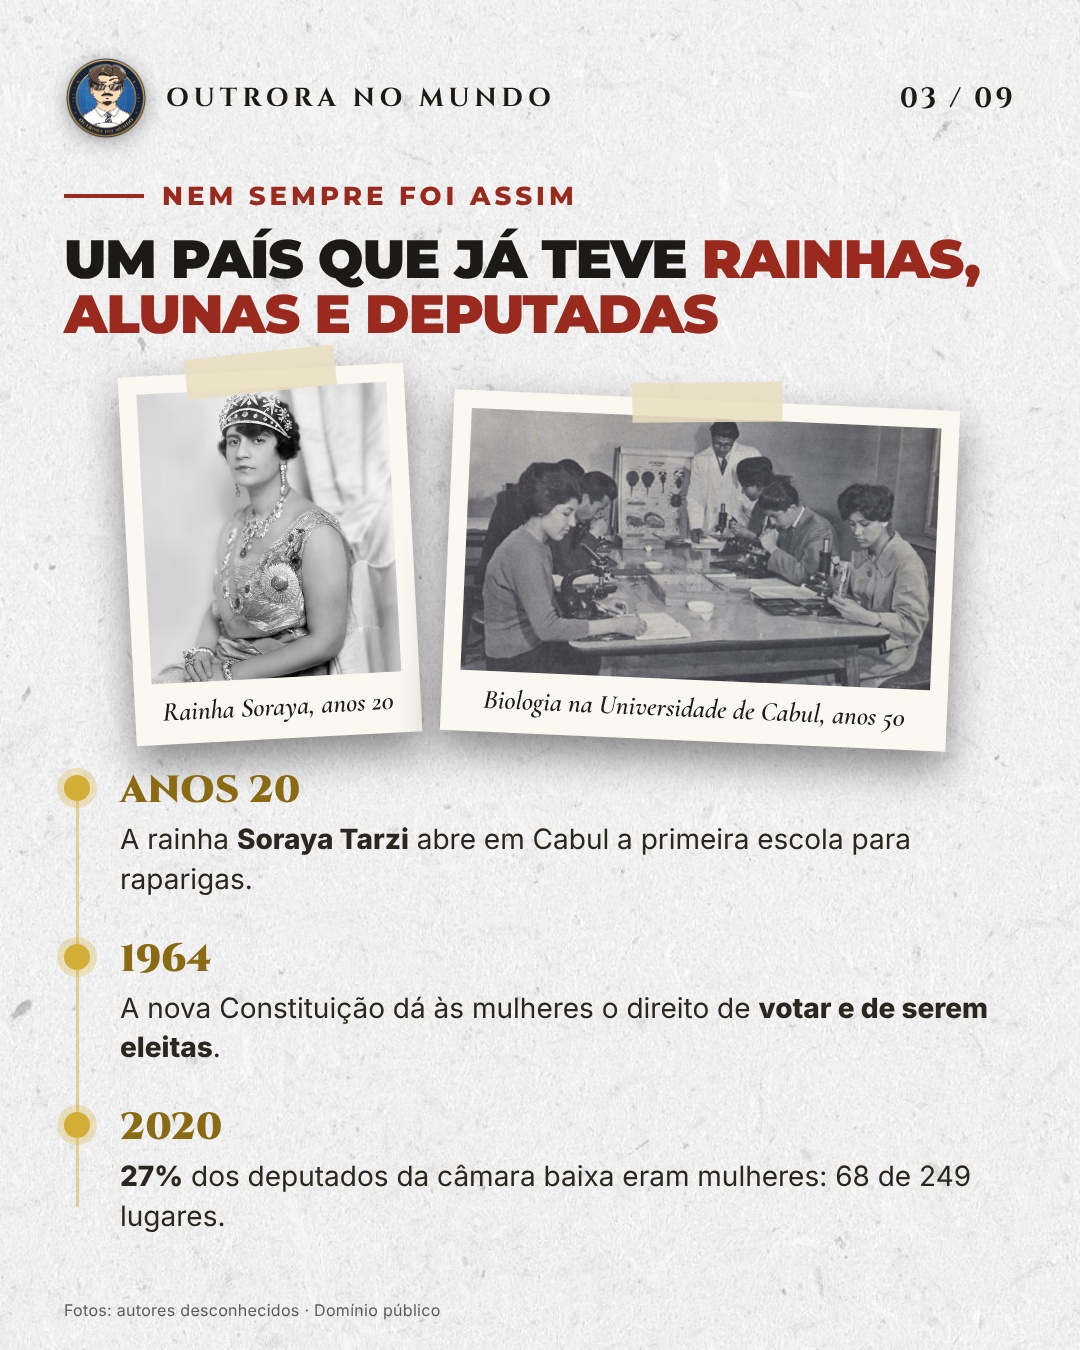 OUTRORA NO MUNDO
03 / 09
NEM SEMPRE FOI ASSIM
UM PAÍS QUE JÁ TEVE RAINHAS,
ALUNAS E DEPUTADAS
Rainha Soraya, anos 20
Biologia na Universidade de Cabul, anos 50
ANOS 20
A rainha Soraya Tarzi abre em Cabul a primeira escola para
raparigas.
1964
A nova Constituição dá às mulheres o direito de votar e de serem
eleitas.
2020
27% dos deputados da câmara baixa eram mulheres: 68 de 249
lugares.
Fotos: autores desconhecidos · Domínio público